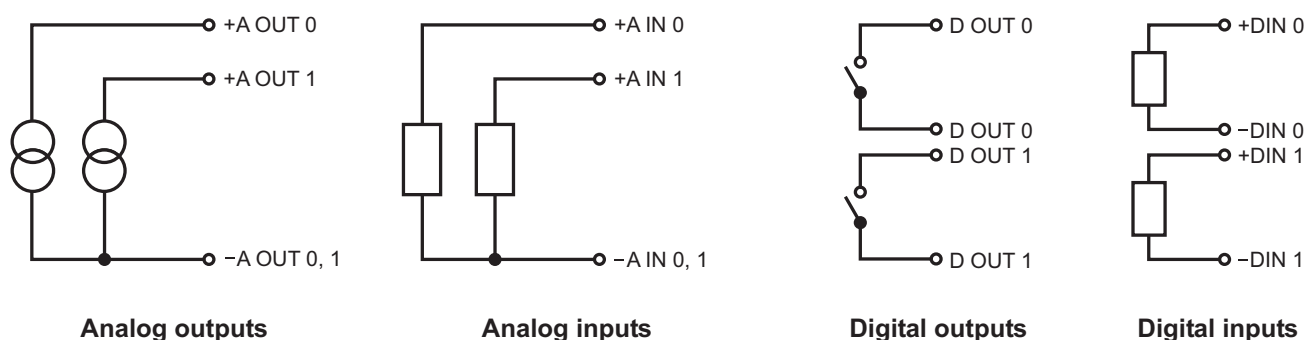 +A OUT 0
+A OUT 1
−A OUT 0, 1
Analog outputs
+A IN 0
+A IN 1
−A IN 0, 1
Analog inputs
D OUT 0
D OUT 0
D OUT 1
D OUT 1
Digital outputs
+DIN 0
−DIN 0
+DIN 1
−DIN 1
Digital inputs